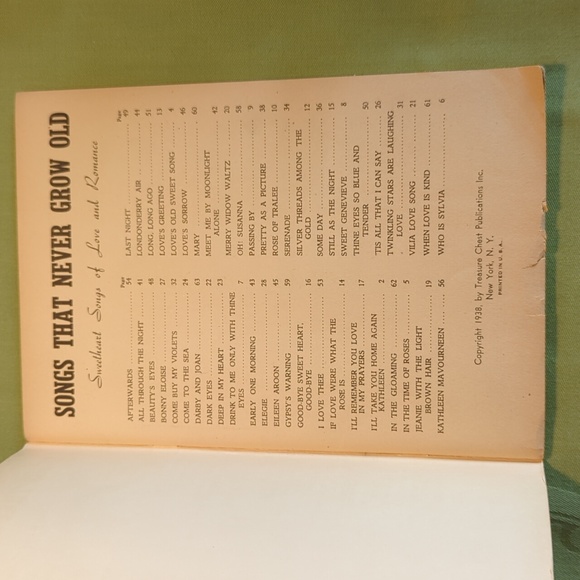 SONGS THAT NEVER GROW OLD
Sweetheart Songs of Love and Romance
Page
AFTERWARDS 54
ALL THROUGH THE NIGHT 41
BEAUTY'S EYES 48
BONNY ELOISE 27
COME BUY MY VIOLETS 32
COME TO THE SEA 24
DARBY AND JOAN 63
DARK EYES 22
DEEP IN MY HEART 23
DRINK TO ME ONLY WITH THINE
EYES 7
EARLY ONE MORNING 43
ELEGIE 28
EILEEN AROON 45
GYPSY'S WARNING 59
GOOD-BYE SWEET HEART,
GOOD-BYE 16
I LOVE THEE 53
IF LOVE WERE WHAT THE
ROSE IS 14
I'LL REMEMBER YOU LOVE
IN MY PRAYERS 17
I'LL TAKE YOU HOME AGAIN
KATHLEEN 2
IN THE GLOAMING 62
IN THE TIME OF ROSES 5
JEANIE WITH THE LIGHT
BROWN HAIR 19
KATHLEEN MAVOURNEEN 56
Page
LAST NIGHT 49
LONDONDERRY AIR 44
LONG, LONG AGO 51
LOVE'S GREETING 13
LOVE'S OLD SWEET SONG 4
LOVE'S SORROW 46
MARY 60
MEET ME BY MOONLIGHT
ALONE 42
MERRY WIDOW WALTZ 20
OH! SUSANNA 58
PASSING BY 9
PRETTY AS A PICTURE 38
ROSE OF TRALEE 10
SERENADE 34
SILVER THREADS AMONG THE
GOLD 12
SOME DAY 36
STILL AS THE NIGHT 15
SWEET GENEVIEVE 8
THINE EYES SO BLUE AND
TENDER 50
'TIS ALL THAT I CAN SAY 26
TWINKLING STARS ARE LAUGHING
LOVE 31
VILIA LOVE SONG 21
WHEN LOVE IS KIND 61
WHO IS SYLVIA 6
Copyright 1938, by Treasure Chest Publications Inc.
New York, N. Y.
PRINTED IN U.S.A.